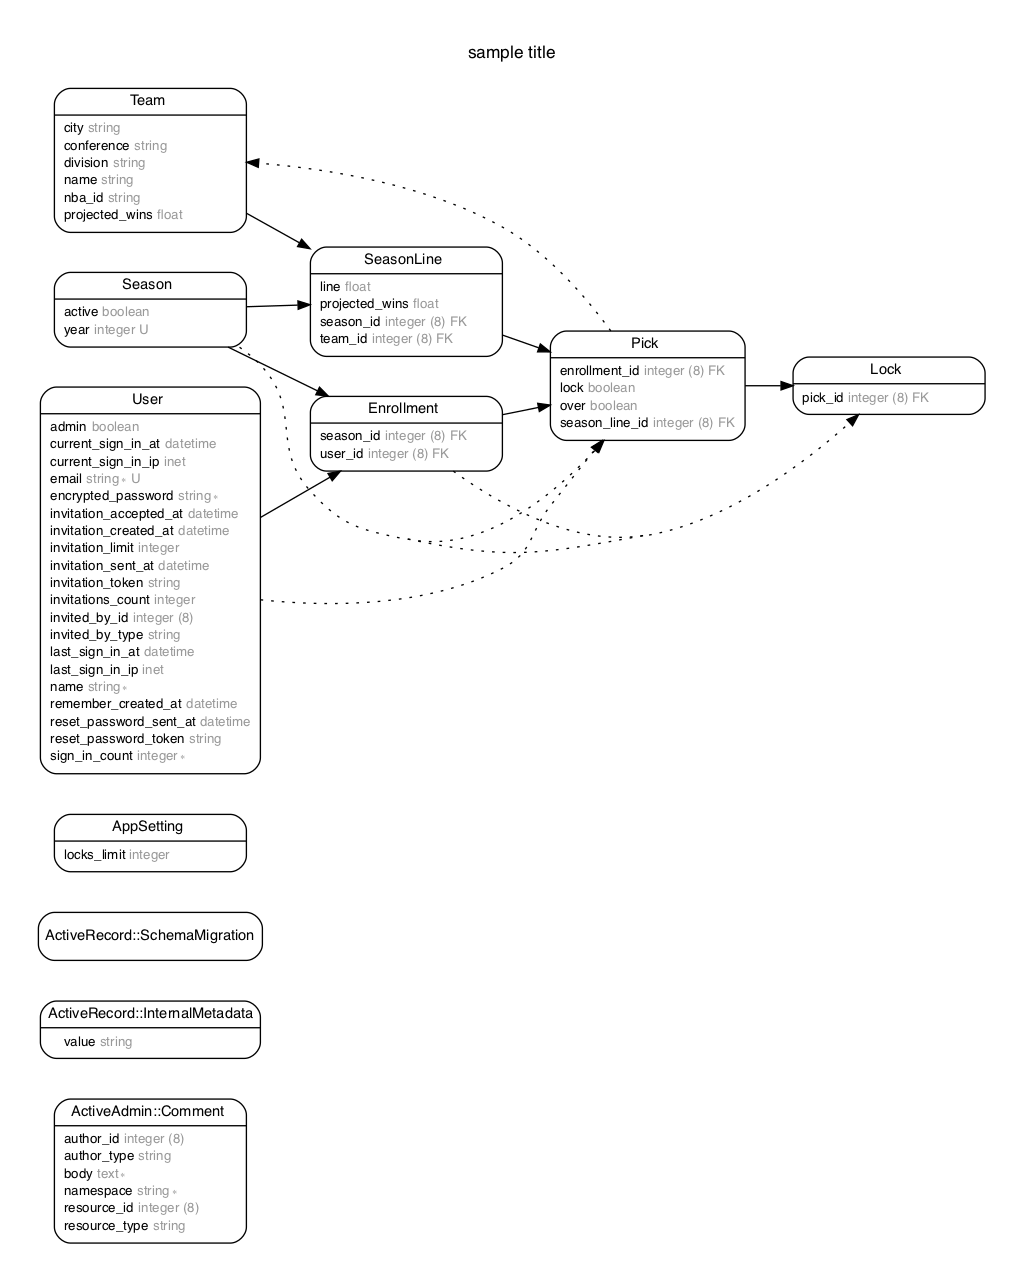 sample title
Team
city string
conference string
division string
name string
nba_id string
projected_wins float
Season
active boolean
year integer U
SeasonLine
line float
projected_wins float
season_id integer (8) FK
team_id integer (8) FK
Pick
enrollment_id integer (8) FK
lock boolean
over boolean
season_line_id integer (8) FK
Lock
pick_id integer (8) FK
Enrollment
season_id integer (8) FK
user_id integer (8) FK
User
admin boolean
current_sign_in_at datetime
current_sign_in_ip inet
email string * U
encrypted_password string *
invitation_accepted_at datetime
invitation_created_at datetime
invitation_limit integer
invitation_sent_at datetime
invitation_token string
invitations_count integer
invited_by_id integer (8)
invited_by_type string
last_sign_in_at datetime
last_sign_in_ip inet
name string *
remember_created_at datetime
reset_password_sent_at datetime
reset_password_token string
sign_in_count integer *
AppSetting
locks_limit integer
ActiveRecord::SchemaMigration
ActiveRecord::InternalMetadata
value string
ActiveAdmin::Comment
author_id integer (8)
author_type string
body text *
namespace string *
resource_id integer (8)
resource_type string